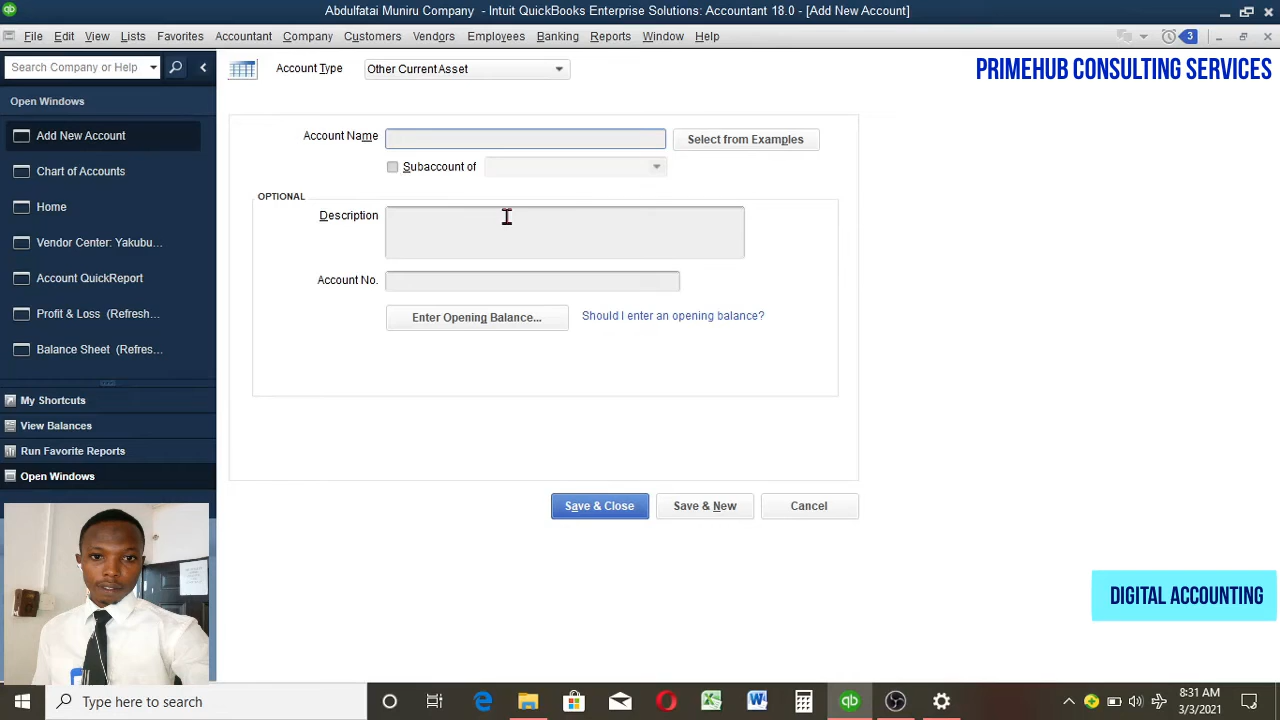 Abdulfatai Muniru Company - Intuit QuickBooks Enterprise Solutions: Accountant 18.0 - [Add New Account]
File Edit View Lists Favorites Accountant Company Customers Vendors Employees Banking Reports Window Help 3
Search Company or Help
Account Type Other Current Asset
PRIMEHUB CONSULTING SERVICES
Open Windows
Add New Account
Chart of Accounts
Home
Vendor Center: Yakubu...
Account QuickReport
Profit & Loss (Refresh...
Balance Sheet (Refres...
My Shortcuts
View Balances
Run Favorite Reports
Open Windows
Account Name Select from Examples
Subaccount of
OPTIONAL
Description
Account No.
Enter Opening Balance... Should I enter an opening balance?
Save & Close Save & New Cancel
DIGITAL ACCOUNTING
Type here to search
8:31 AM
3/3/2021